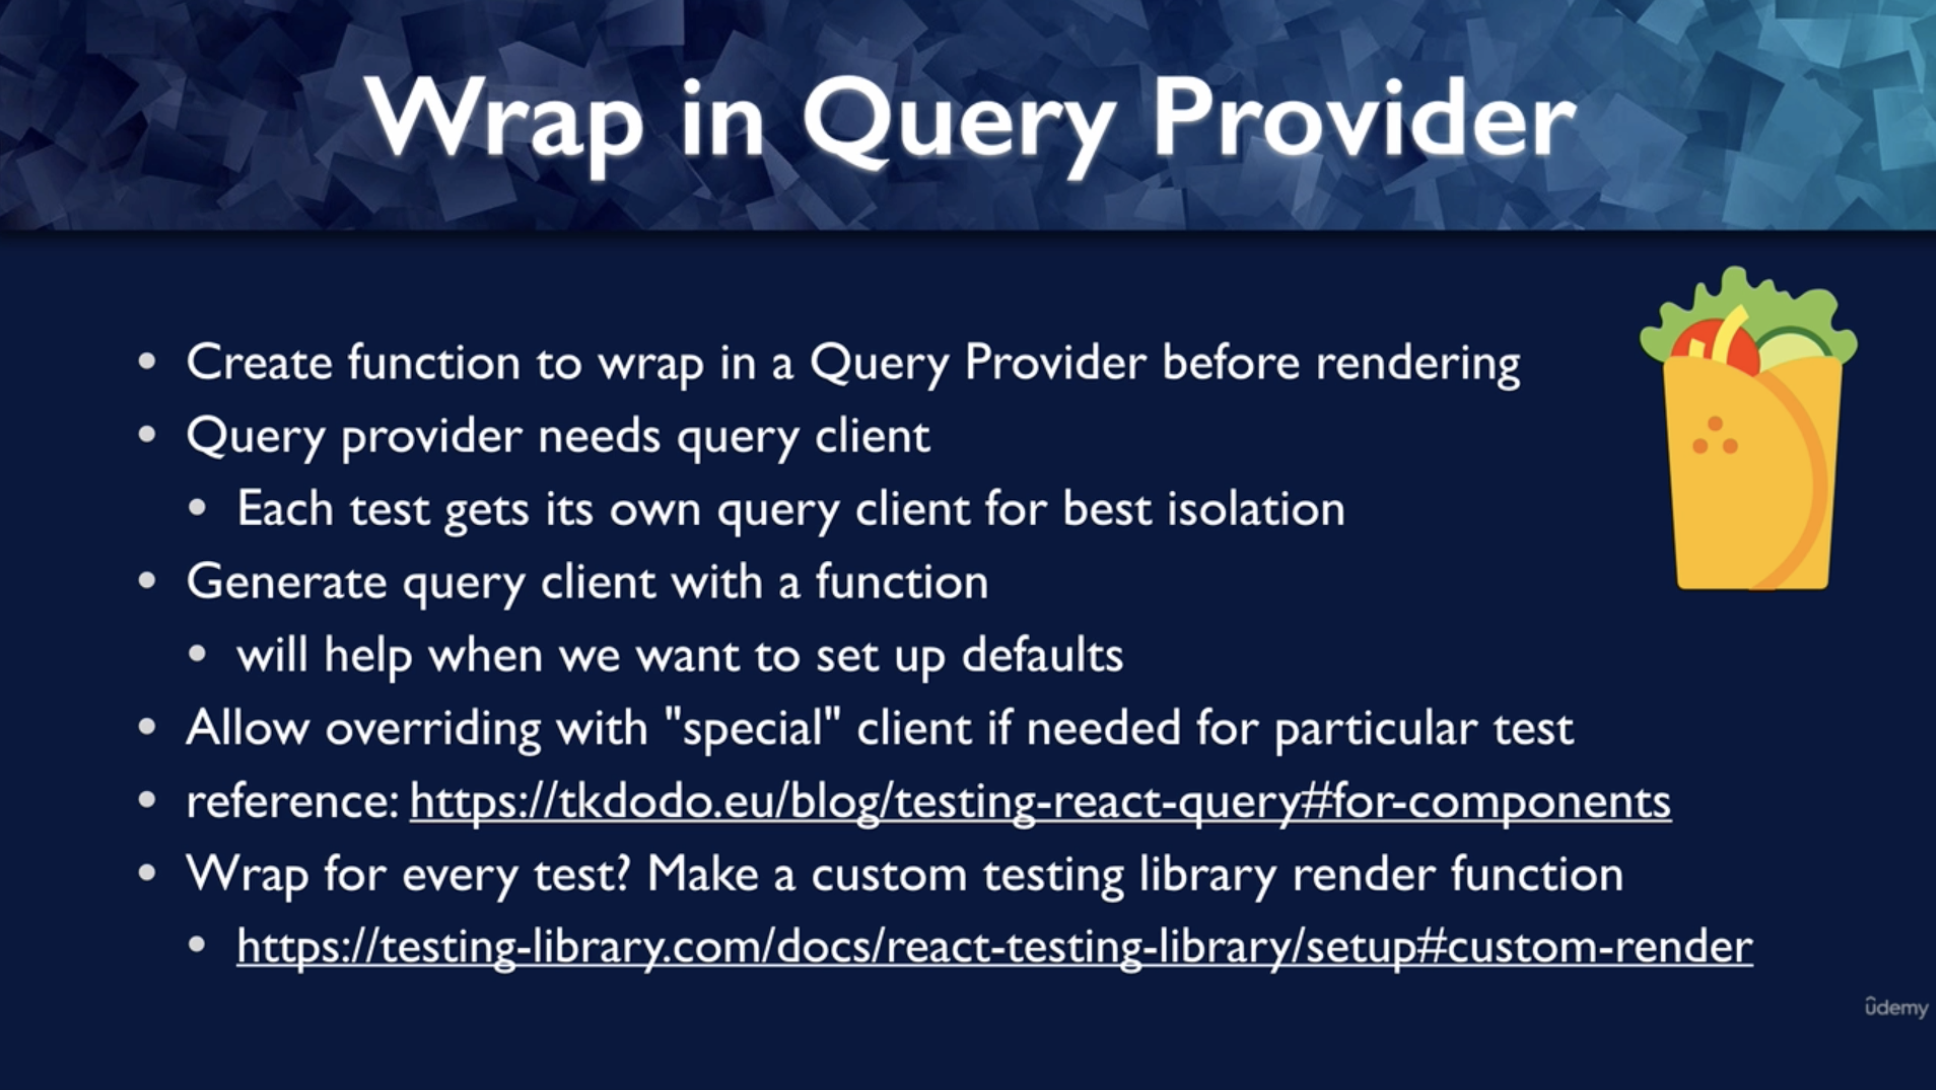 Wrap in Query Provider
• Create function to wrap in a Query Provider before rendering
• Query provider needs query client
• Each test gets its own query client for best isolation
• Generate query client with a function
• will help when we want to set up defaults
• Allow overriding with "special" client if needed for particular test
• reference: https://tkdodo.eu/blog/testing-react-query#for-components
• Wrap for every test? Make a custom testing library render function
• https://testing-library.com/docs/react-testing-library/setup#custom-render
ûdemy